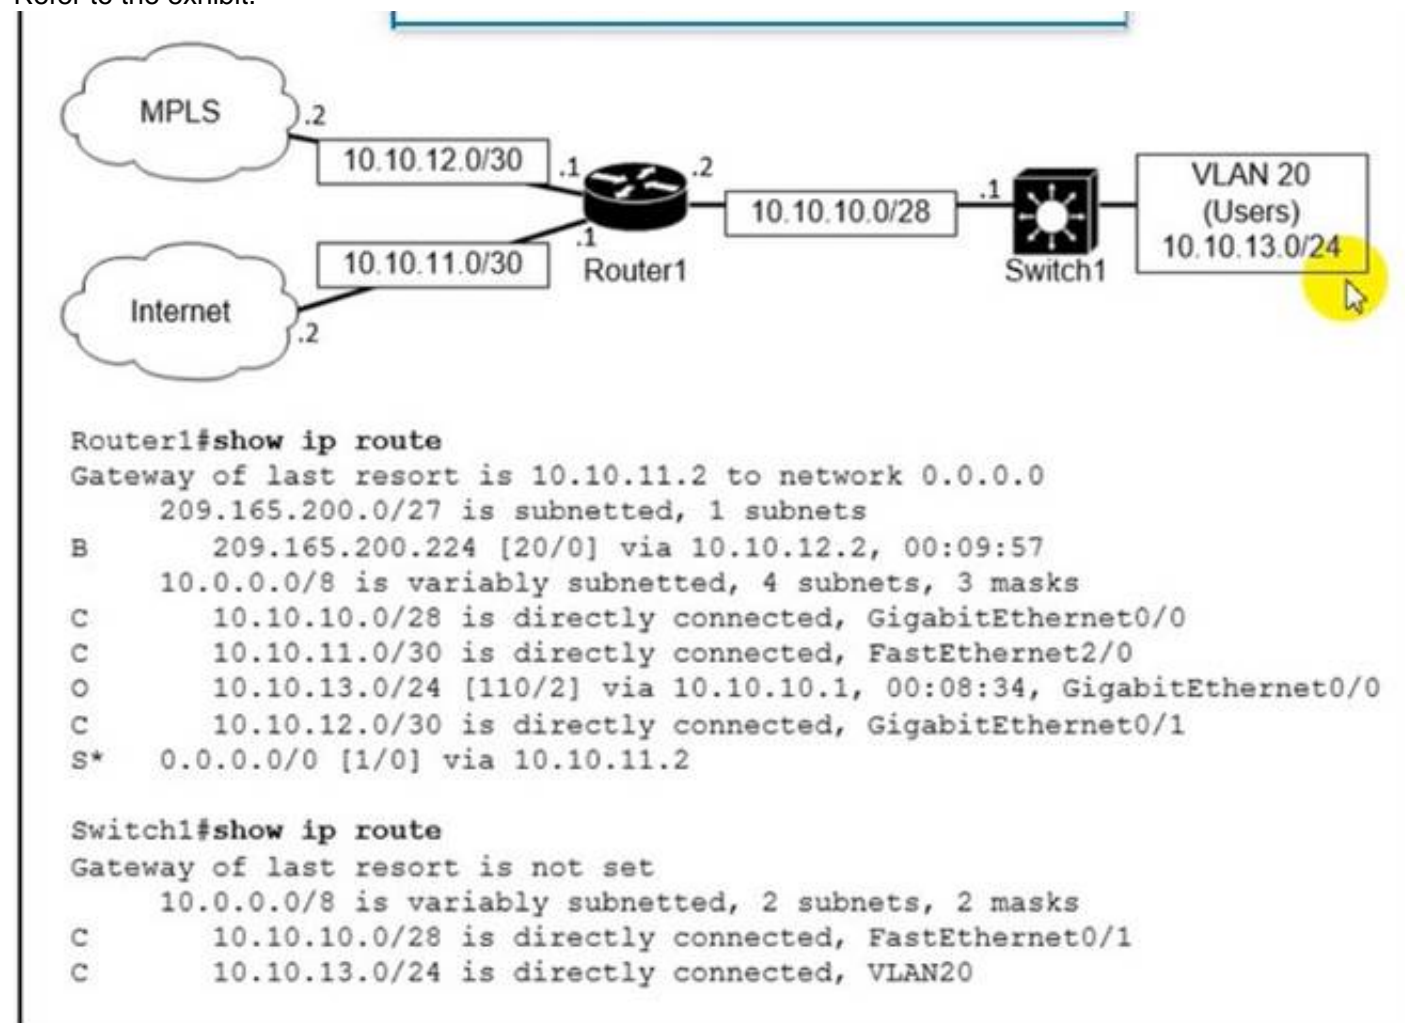 Refer to the exhibit.
MPLS
.2
10.10.12.0/30
.1
.2
10.10.10.0/28
.1
VLAN 20
(Users)
10.10.13.0/24
.1
10.10.11.0/30
Router1
Switch1
Internet
.2
Router1#show ip route
Gateway of last resort is 10.10.11.2 to network 0.0.0.0
209.165.200.0/27 is subnetted, 1 subnets
B 209.165.200.224 [20/0] via 10.10.12.2, 00:09:57
10.0.0.0/8 is variably subnetted, 4 subnets, 3 masks
C 10.10.10.0/28 is directly connected, GigabitEthernet0/0
C 10.10.11.0/30 is directly connected, FastEthernet2/0
O 10.10.13.0/24 [110/2] via 10.10.10.1, 00:08:34, GigabitEthernet0/0
C 10.10.12.0/30 is directly connected, GigabitEthernet0/1
S* 0.0.0.0/0 [1/0] via 10.10.11.2
Switch1#show ip route
Gateway of last resort is not set
10.0.0.0/8 is variably subnetted, 2 subnets, 2 masks
C 10.10.10.0/28 is directly connected, FastEthernet0/1
C 10.10.13.0/24 is directly connected, VLAN20